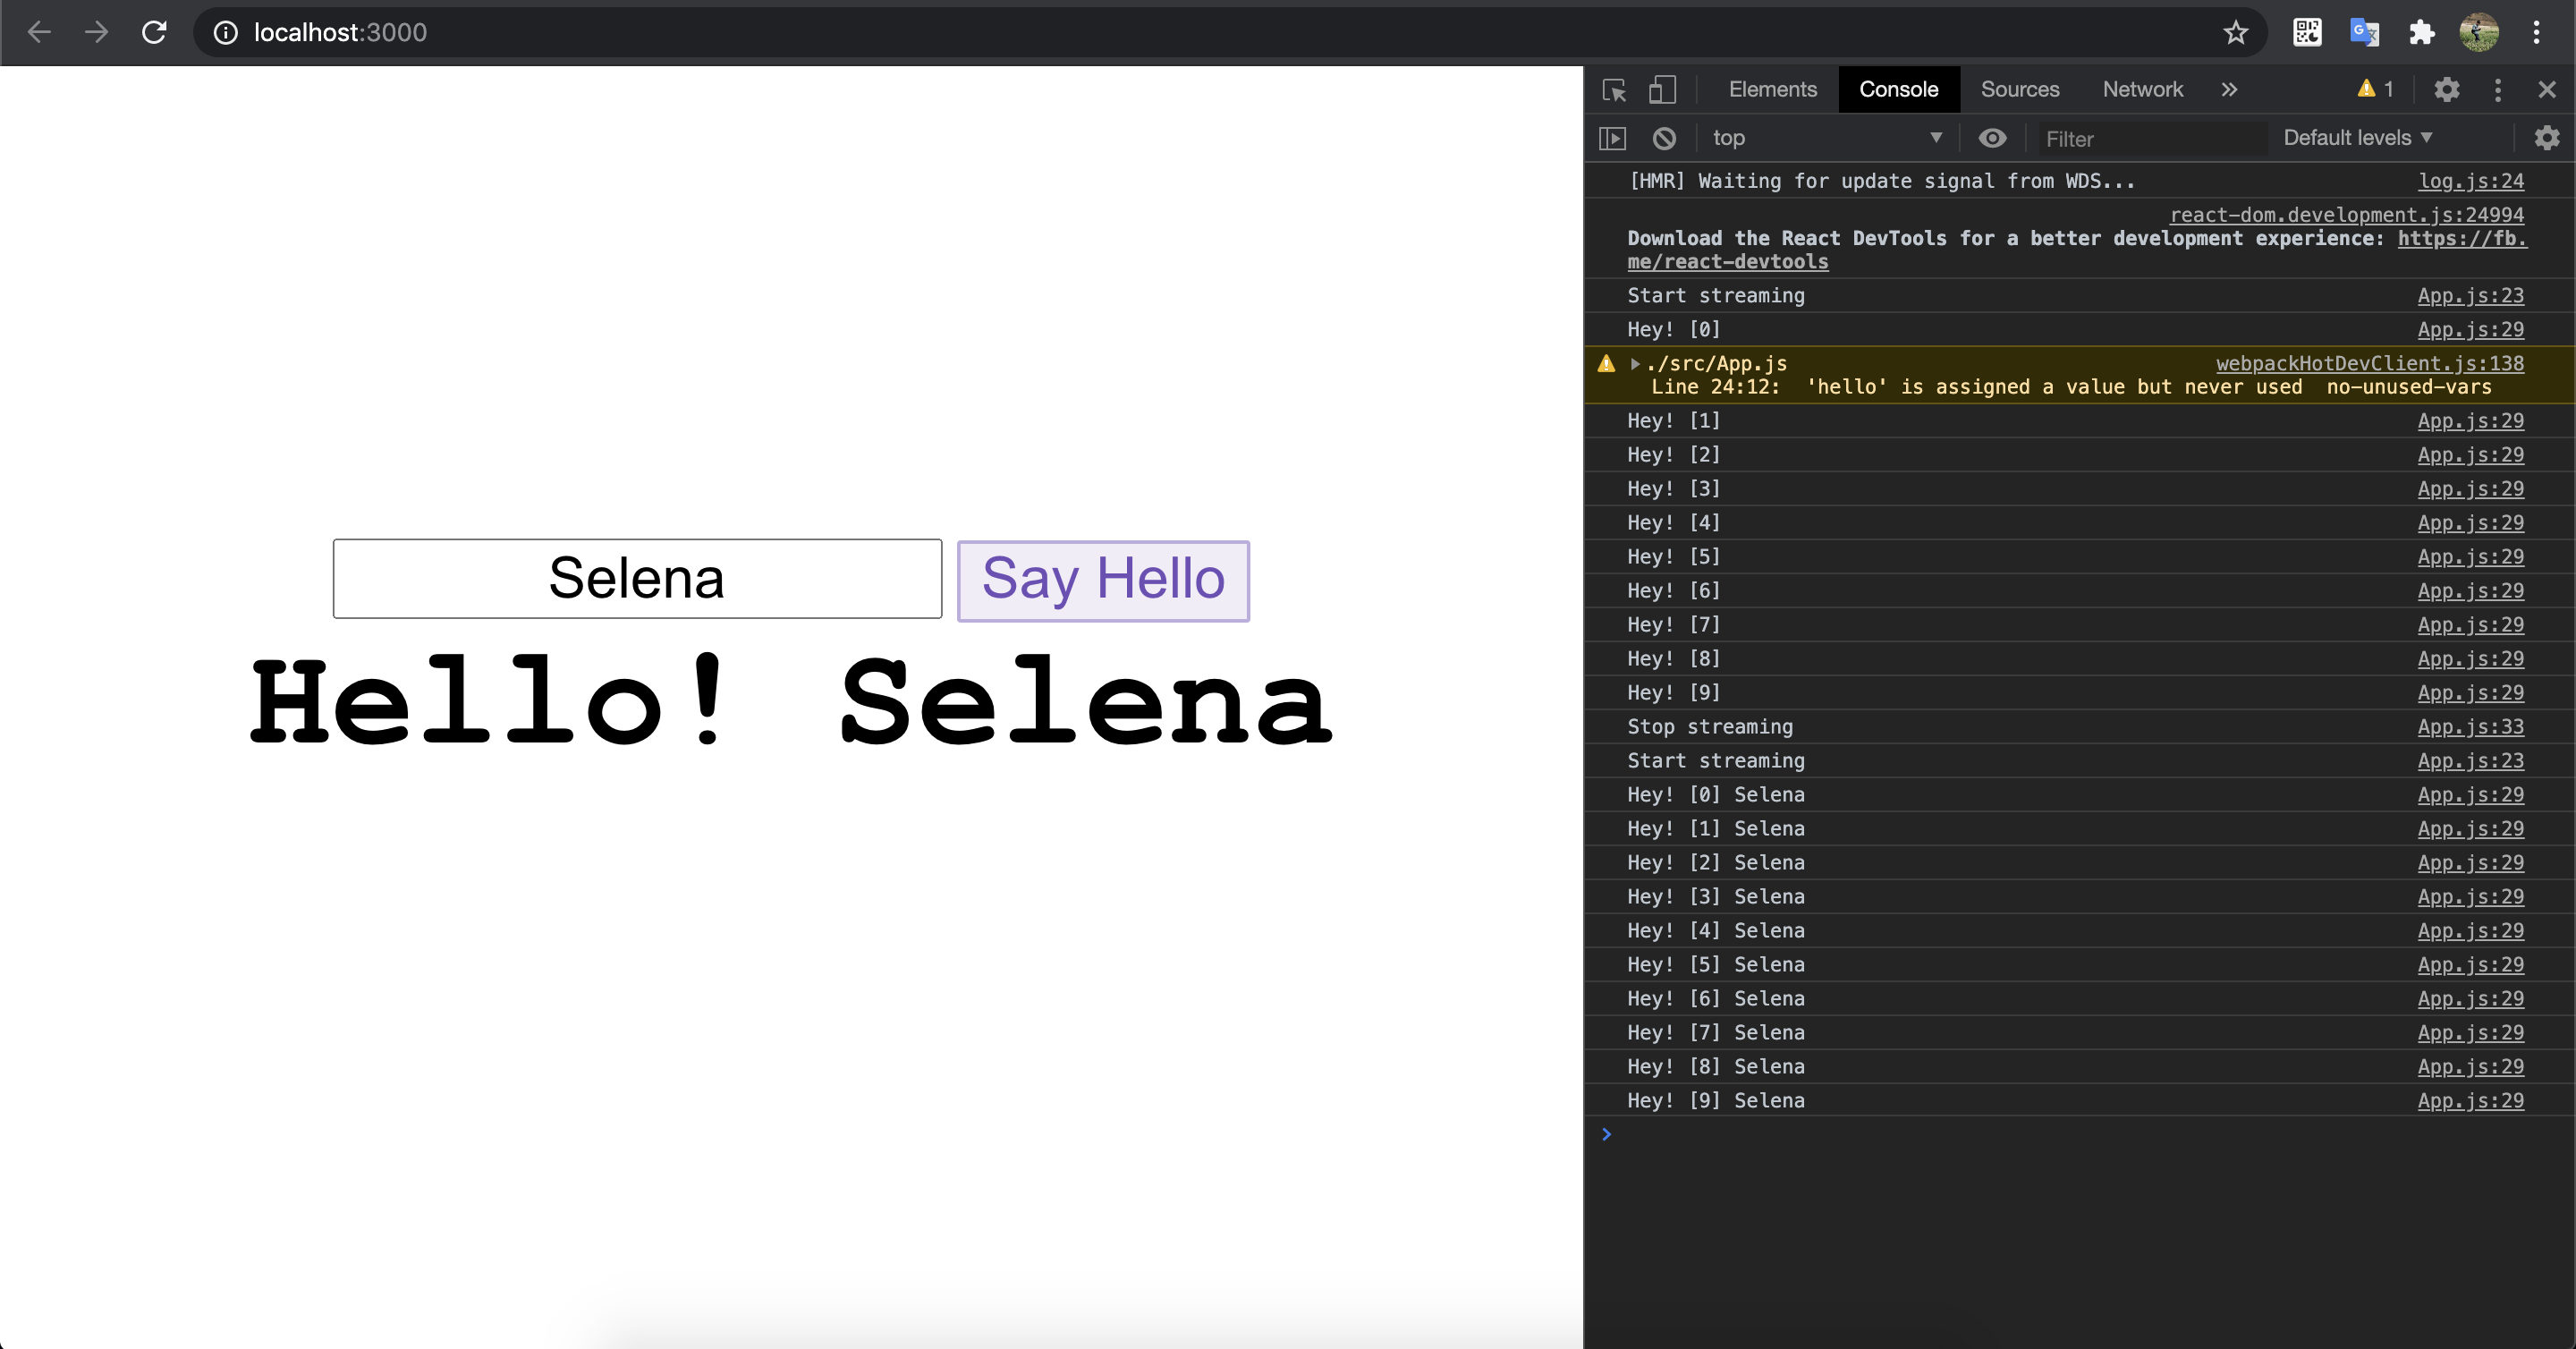 localhost:3000
Selena
Say Hello
Hello! Selena
Elements Console Sources Network » 1
top Filter Default levels
[HMR] Waiting for update signal from WDS... log.js:24
react-dom.development.js:24994
Download the React DevTools for a better development experience: https://fb.
me/react-devtools
Start streaming App.js:23
Hey! [0] App.js:29
./src/App.js webpackHotDevClient.js:138
Line 24:12: 'hello' is assigned a value but never used no-unused-vars
Hey! [1] App.js:29
Hey! [2] App.js:29
Hey! [3] App.js:29
Hey! [4] App.js:29
Hey! [5] App.js:29
Hey! [6] App.js:29
Hey! [7] App.js:29
Hey! [8] App.js:29
Hey! [9] App.js:29
Stop streaming App.js:33
Start streaming App.js:23
Hey! [0] Selena App.js:29
Hey! [1] Selena App.js:29
Hey! [2] Selena App.js:29
Hey! [3] Selena App.js:29
Hey! [4] Selena App.js:29
Hey! [5] Selena App.js:29
Hey! [6] Selena App.js:29
Hey! [7] Selena App.js:29
Hey! [8] Selena App.js:29
Hey! [9] Selena App.js:29